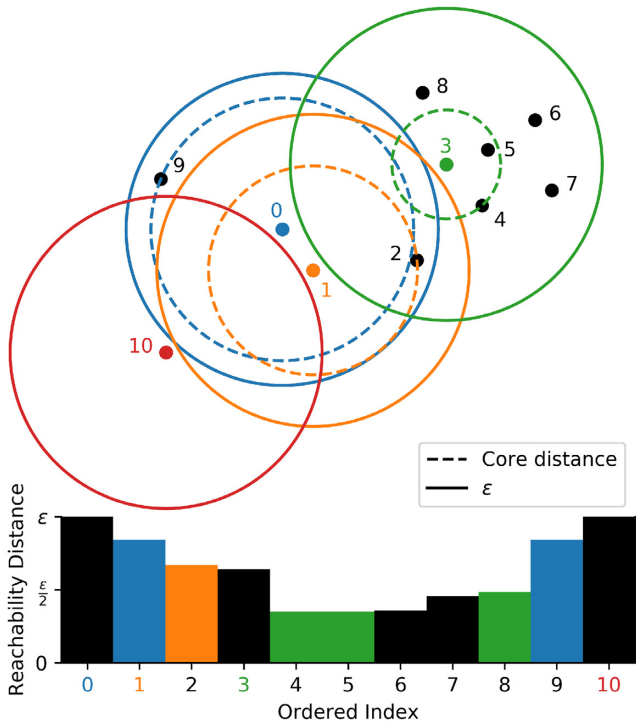 8
6
3
5
9
7
4
0
2
1
10
Core distance
ε
Reachability Distance
ε
ε/2
0
0 1 2 3 4 5 6 7 8 9 10
Ordered Index